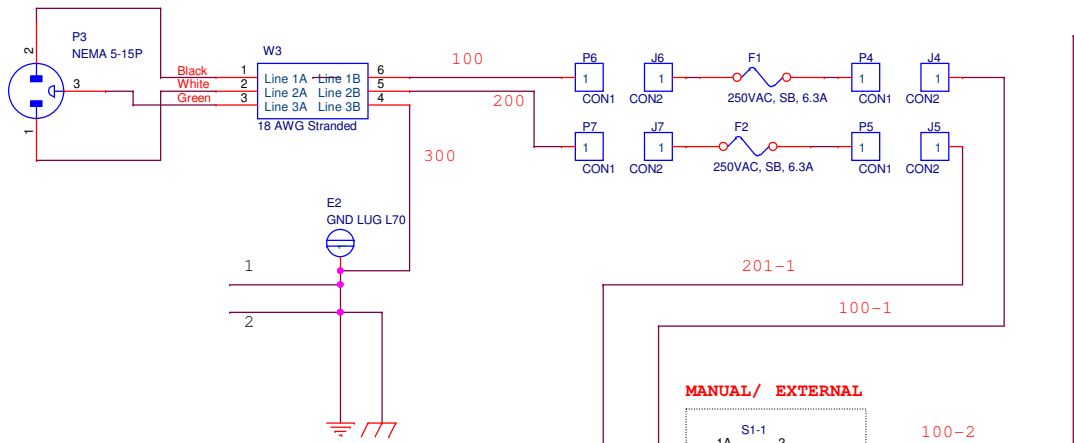 P3
NEMA 5-15P
2
3
1
Black
White
Green
1
2
3
W3
Line 1A Line 1B
Line 2A Line 2B
Line 3A Line 3B
18 AWG Stranded
6
5
4
100
200
300
P6
1
CON1
J6
1
CON2
F1
250VAC, SB, 6.3A
P4
1
CON1
J4
1
CON2
P7
1
CON1
J7
1
CON2
F2
250VAC, SB, 6.3A
P5
1
CON1
J5
1
CON2
E2
GND LUG L70
1
2
201-1
100-1
MANUAL/ EXTERNAL
S1-1
1A
2
100-2